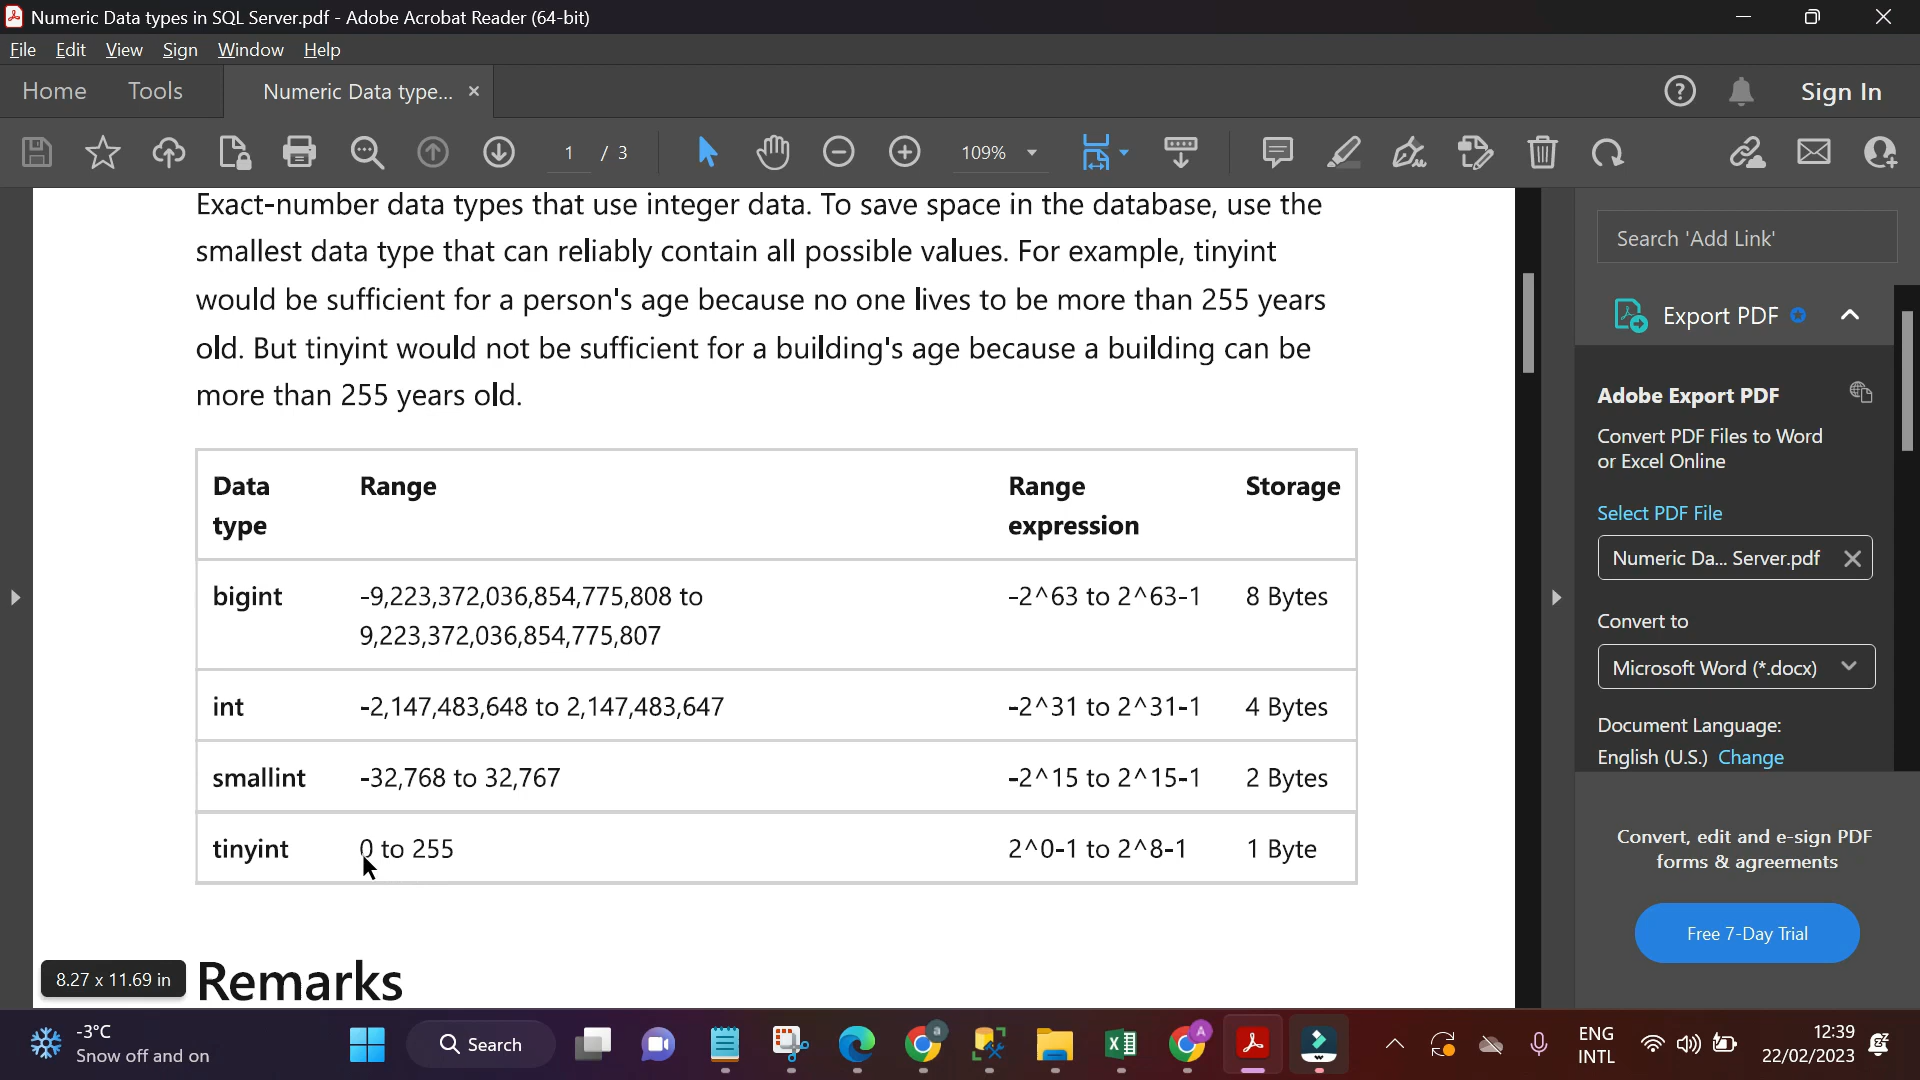 Numeric Data types in SQL Server.pdf - Adobe Acrobat Reader (64-bit)
File Edit View Sign Window Help
Home Tools Numeric Data type... × Sign In
1 / 3 109%
Exact-number data types that use integer data. To save space in the database, use the
smallest data type that can reliably contain all possible values. For example, tinyint
would be sufficient for a person's age because no one lives to be more than 255 years
old. But tinyint would not be sufficient for a building's age because a building can be
more than 255 years old.
Data type Range Range expression Storage
bigint -9,223,372,036,854,775,808 to 9,223,372,036,854,775,807 -2^63 to 2^63-1 8 Bytes
int -2,147,483,648 to 2,147,483,647 -2^31 to 2^31-1 4 Bytes
smallint -32,768 to 32,767 -2^15 to 2^15-1 2 Bytes
tinyint 0 to 255 2^0-1 to 2^8-1 1 Byte
Remarks
8.27 x 11.69 in
Search 'Add Link'
Export PDF
Adobe Export PDF
Convert PDF Files to Word
or Excel Online
Select PDF File
Numeric Da... Server.pdf
Convert to
Microsoft Word (*.docx)
Document Language:
English (U.S.) Change
Convert, edit and e-sign PDF
forms & agreements
Free 7-Day Trial
-3°C
Snow off and on
Search
a
A
ENG
INTL
12:39
22/02/2023